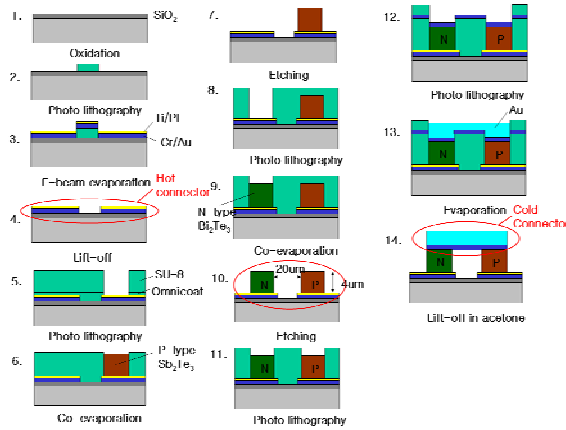 1.
SiO2
Oxidation
2.
Photo lithography
3.
Ti/Pt
Cr/Au
E-beam evaporation
Hot
connector
4.
Lift-off
5.
SU-8
Omnicoat
Photo lithography
6.
P type
Sb2Te3
Co evaporation
7.
Etching
8.
Photo lithography
9.
N type
Bi2Te3
Co-evaporation
10.
20um
N
P
4um
Etching
11.
N
P
Photo lithography
12.
N
P
Photo lithography
Au
13.
N
P
Evaporation
Cold
Connector
14.
N
P
Lift-off in acetone